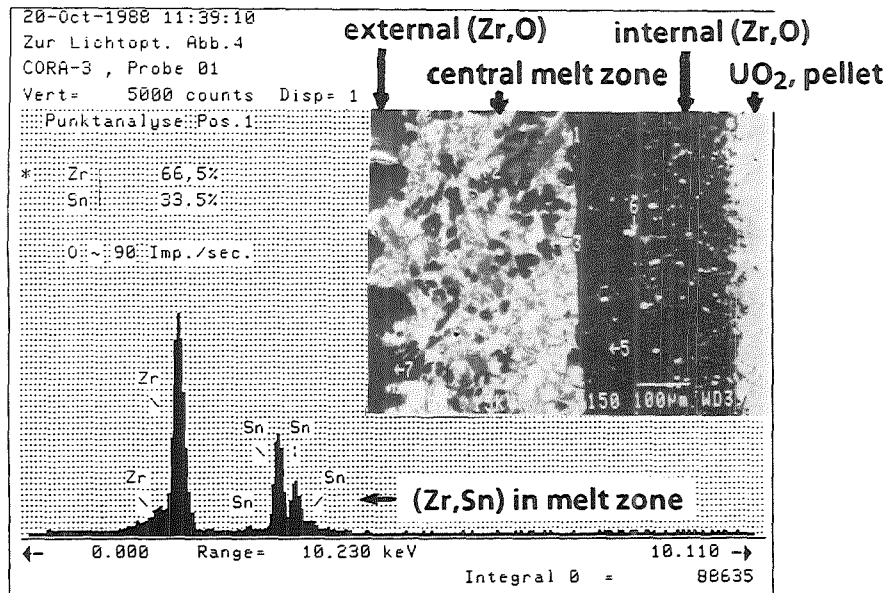 20-Oct-1988 11:39:10
Zur Lichtopt. Abb.4
CORA-3 , Probe 01
Vert= 5000 counts Disp= 1
Punktanalyse Pos.1
* Zr 66,5%
Sn 33.5%
O ~ 90 Imp./sec.
external (Zr,O)
internal (Zr,O)
central melt zone
UO₂, pellet
1
2
6
3
←5
←7
150 100µm WD3
Zr
Zr
Sn
Sn
Sn
Sn
(Zr,Sn) in melt zone
0.000 Range= 10.230 keV 10.110
Integral 0 = 88635